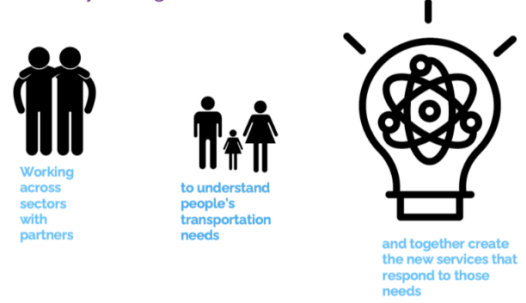 Working
across
sectors
with
partners
to understand
people's
transportation
needs
and together create
the new services that
respond to those
needs